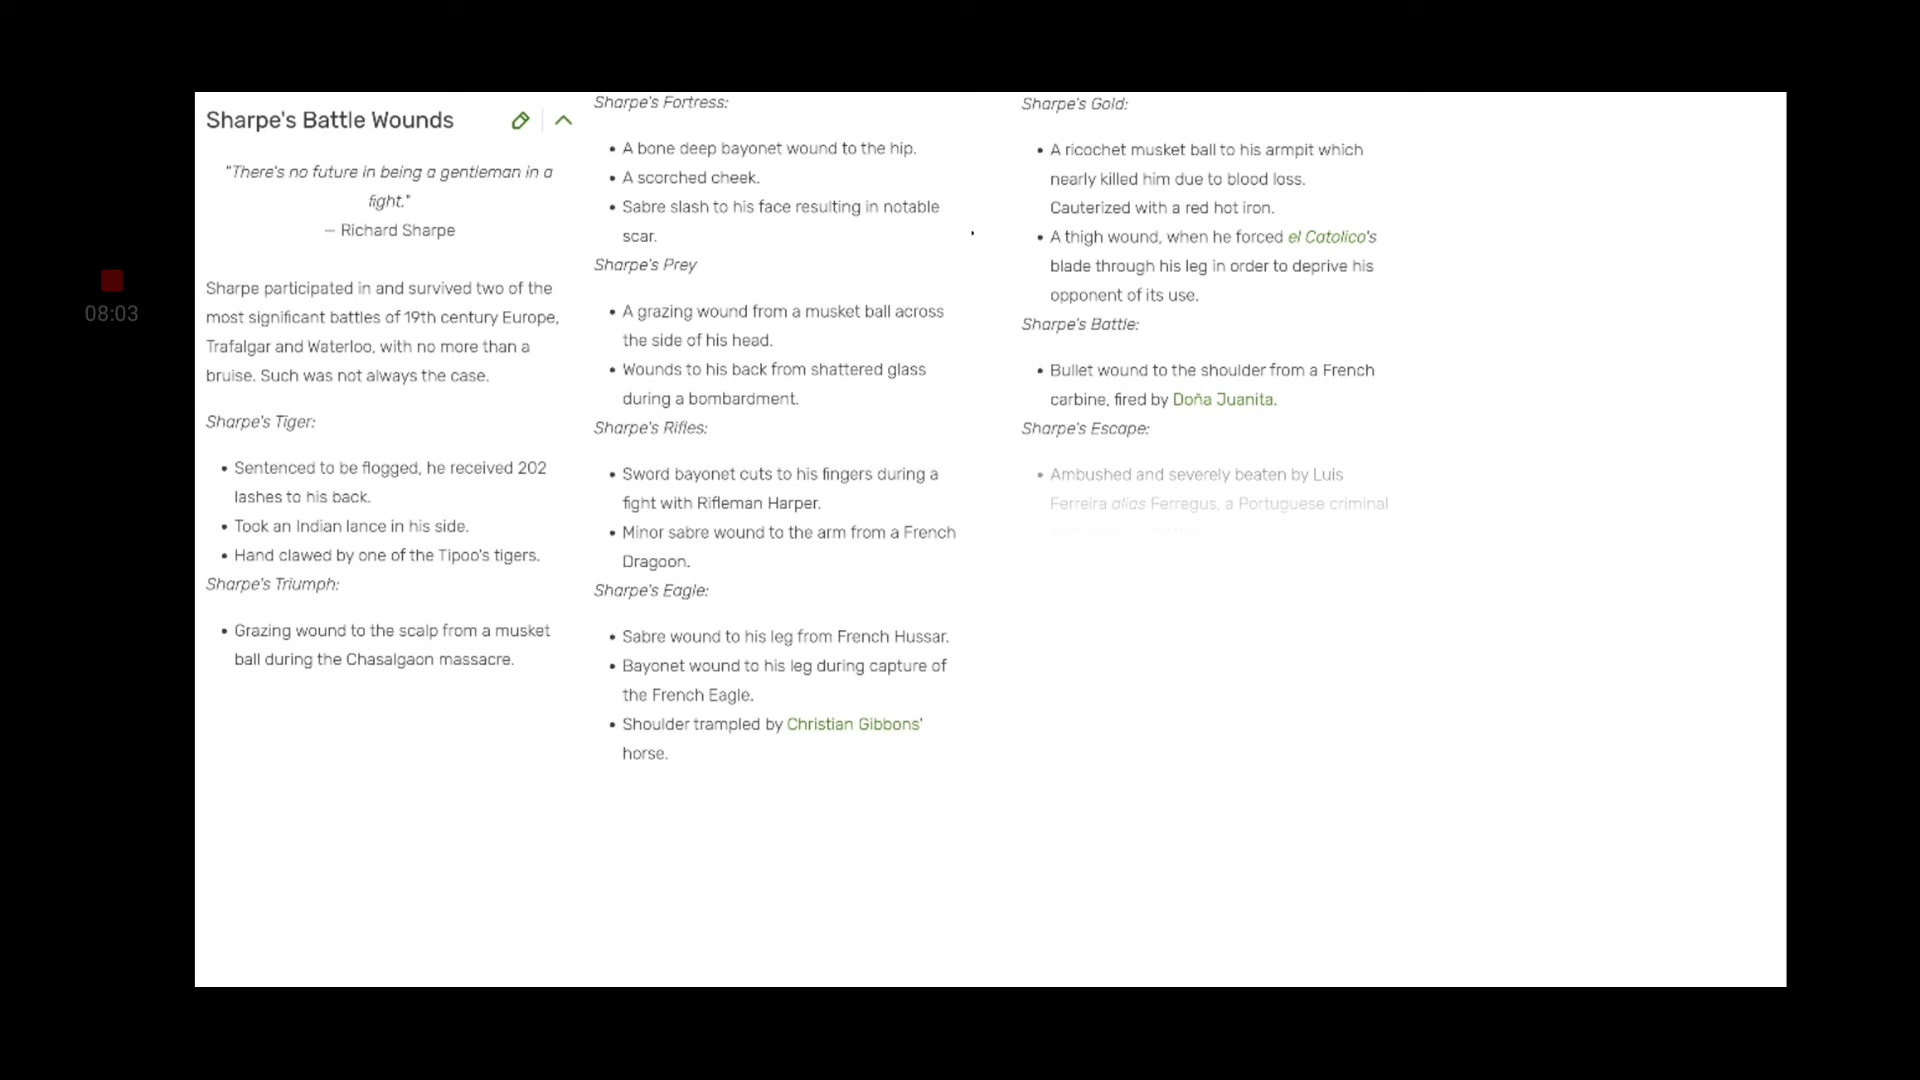 08:03
Sharpe's Battle Wounds
"There's no future in being a gentleman in a
fight."
— Richard Sharpe
Sharpe participated in and survived two of the
most significant battles of 19th century Europe,
Trafalgar and Waterloo, with no more than a
bruise. Such was not always the case.
Sharpe's Tiger:
• Sentenced to be flogged, he received 202
lashes to his back.
• Took an Indian lance in his side.
• Hand clawed by one of the Tipoo's tigers.
Sharpe's Triumph:
• Grazing wound to the scalp from a musket
ball during the Chasalgaon massacre.
Sharpe's Fortress:
• A bone deep bayonet wound to the hip.
• A scorched cheek.
• Sabre slash to his face resulting in notable
scar.
Sharpe's Prey
• A grazing wound from a musket ball across
the side of his head.
• Wounds to his back from shattered glass
during a bombardment.
Sharpe's Rifles:
• Sword bayonet cuts to his fingers during a
fight with Rifleman Harper.
• Minor sabre wound to the arm from a French
Dragoon.
Sharpe's Eagle:
• Sabre wound to his leg from French Hussar.
• Bayonet wound to his leg during capture of
the French Eagle.
• Shoulder trampled by Christian Gibbons'
horse.
Sharpe's Gold:
• A ricochet musket ball to his armpit which
nearly killed him due to blood loss.
Cauterized with a red hot iron.
• A thigh wound, when he forced el Catolico's
blade through his leg in order to deprive his
opponent of its use.
Sharpe's Battle:
• Bullet wound to the shoulder from a French
carbine, fired by Doña Juanita.
Sharpe's Escape:
• Ambushed and severely beaten by Luis
Ferreira alias Ferregus, a Portuguese criminal